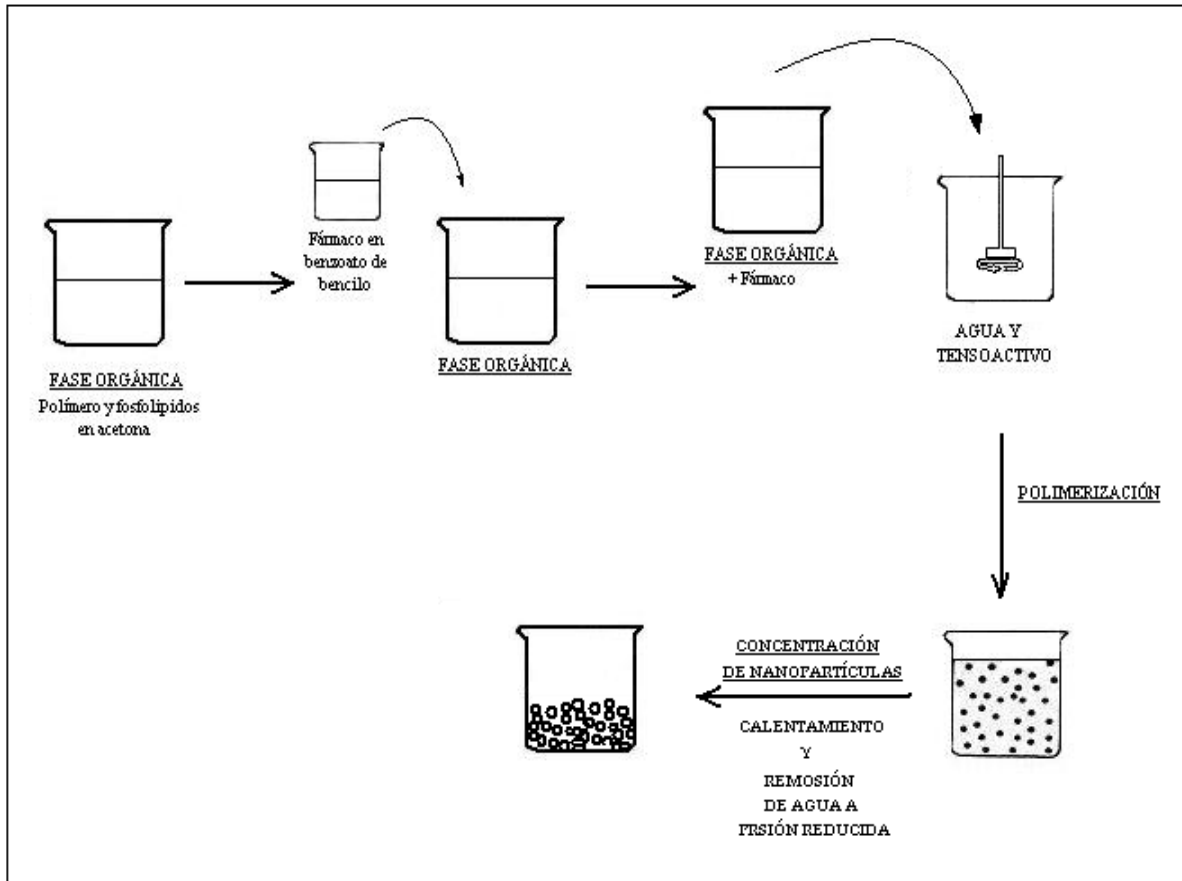 FASE ORGÁNICA
Polímero y fosfolípidos
en acetona
Fármaco en
benzoato de
bencilo
FASE ORGÁNICA
FASE ORGÁNICA
+ Fármaco
AGUA Y
TENSOACTIVO
POLIMERIZACIÓN
CONCENTRACIÓN
DE NANOPARTÍCULAS
CALENTAMIENTO
Y
REMOSIÓN
DE AGUA A
PRSIÓN REDUCIDA